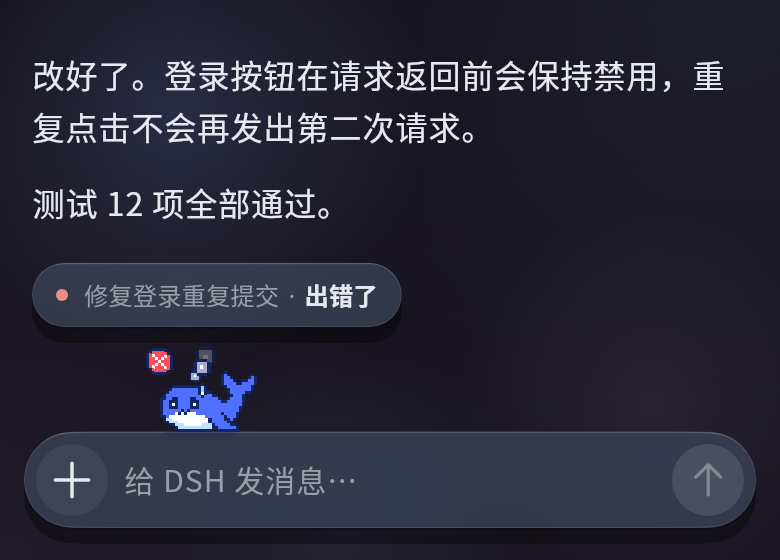 改好了。登录按钮在请求返回前会保持禁用，重
复点击不会再发出第二次请求。
测试 12 项全部通过。
修复登录重复提交 · 出错了
给 DSH 发消息…